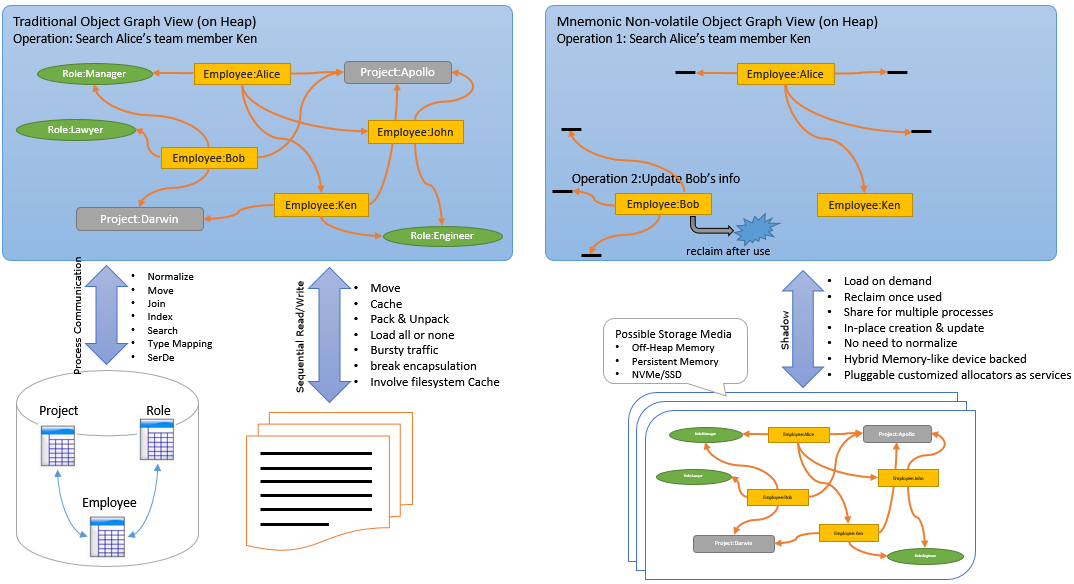 Traditional Object Graph View (on Heap)
Operation: Search Alice's team member Ken
Role:Manager
Employee:Alice
Project:Apollo
Role:Lawyer
Employee:John
Employee:Bob
Employee:Ken
Project:Darwin
Role:Engineer
Mnemonic Non-volatile Object Graph View (on Heap)
Operation 1: Search Alice's team member Ken
Employee:Alice
Operation 2:Update Bob's info
Employee:Bob
Employee:Ken
reclaim after use
Process Communication
• Normalize
• Move
• Join
• Index
• Search
• Type Mapping
• SerDe
Sequential Read/Write
• Move
• Cache
• Pack & Unpack
• Load all or none
• Bursty traffic
• break encapsulation
• Involve filesystem Cache
Shadow
• Load on demand
• Reclaim once used
• Share for multiple processes
• In-place creation & update
• No need to normalize
• Hybrid Memory-like device backed
• Pluggable customized allocators as services
Possible Storage Media
• Off-Heap Memory
• Persistent Memory
• NVMe/SSD
Project
Role
Employee
Role:Manager
Employee:Alice
Project:Apollo
Role:Lawyer
Employee:John
Employee:Bob
Employee:Ken
Project:Darwin
Role:Engineer